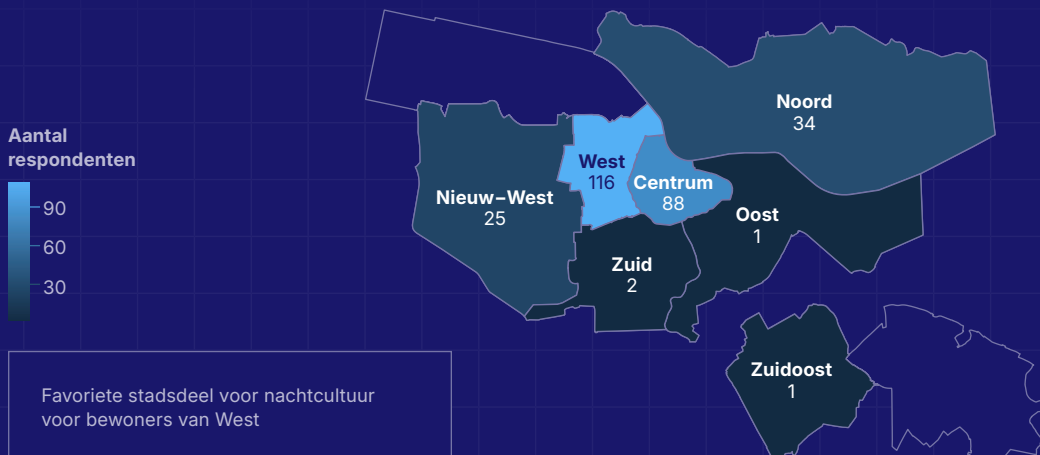 Noord
34
Aantal
respondenten
West
116
Centrum
88
Nieuw–West
25
90
Oost
1
60
Zuid
2
30
Zuidoost
1
Favoriete stadsdeel voor nachtcultuur
voor bewoners van West